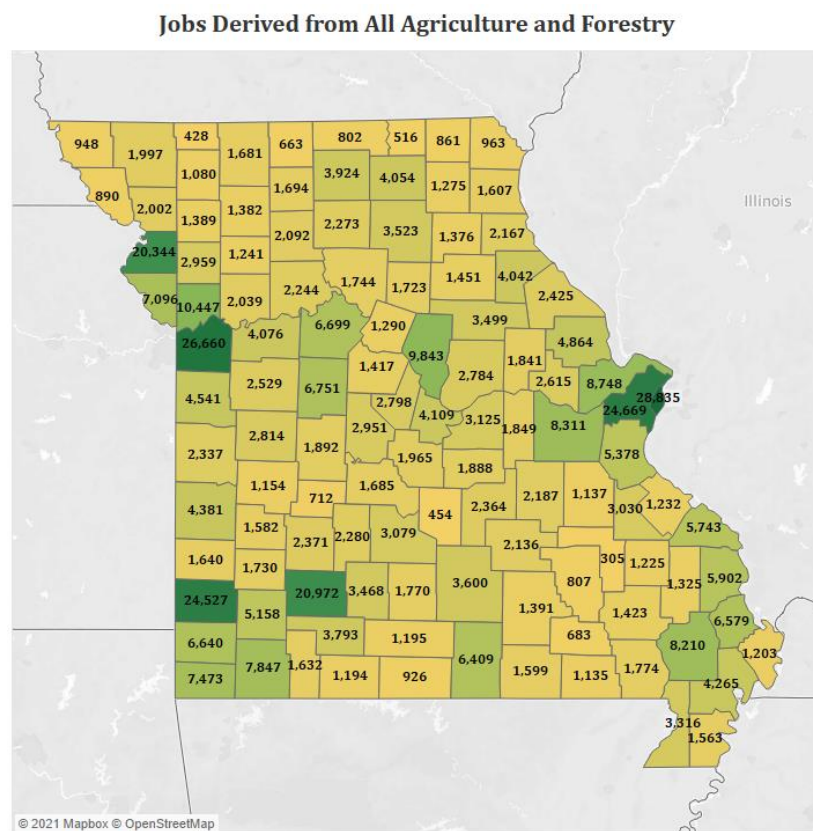 Jobs Derived from All Agriculture and Forestry
428 802 516 861 963
948 1,997 1,681 663
1,080 3,924 4,054
890 1,694 1,275 1,607
2,002 1,389 1,382 2,273 3,523
2,092 1,376 2,167
Illinois
20,344 2,959 1,241
1,744 1,723 1,451 4,042
7,096 10,447 2,039 2,244 2,425
26,660 4,076 6,699 1,290 3,499
9,843 4,864
1,417 2,784 1,841
4,541 2,529 6,751 2,615 8,748 28,835
2,798 4,109 3,125 24,669
2,814 2,951 1,849 8,311
2,337 1,892 1,965 1,888 5,378
1,154 712 1,685
4,381 454 2,364 2,187 1,137 3,030 1,232
1,582 2,371 2,280 3,079 5,743
1,640 1,730 2,136 305 1,225
24,527 20,972 3,468 1,770 3,600 807 1,325 5,902
5,158 1,391 1,423 6,579
6,640 3,793 1,195 683 8,210 1,203
7,473 7,847 1,632 1,194 926 6,409 1,599 1,135 1,774
4,265
3,316
1,563
© 2021 Mapbox © OpenStreetMap